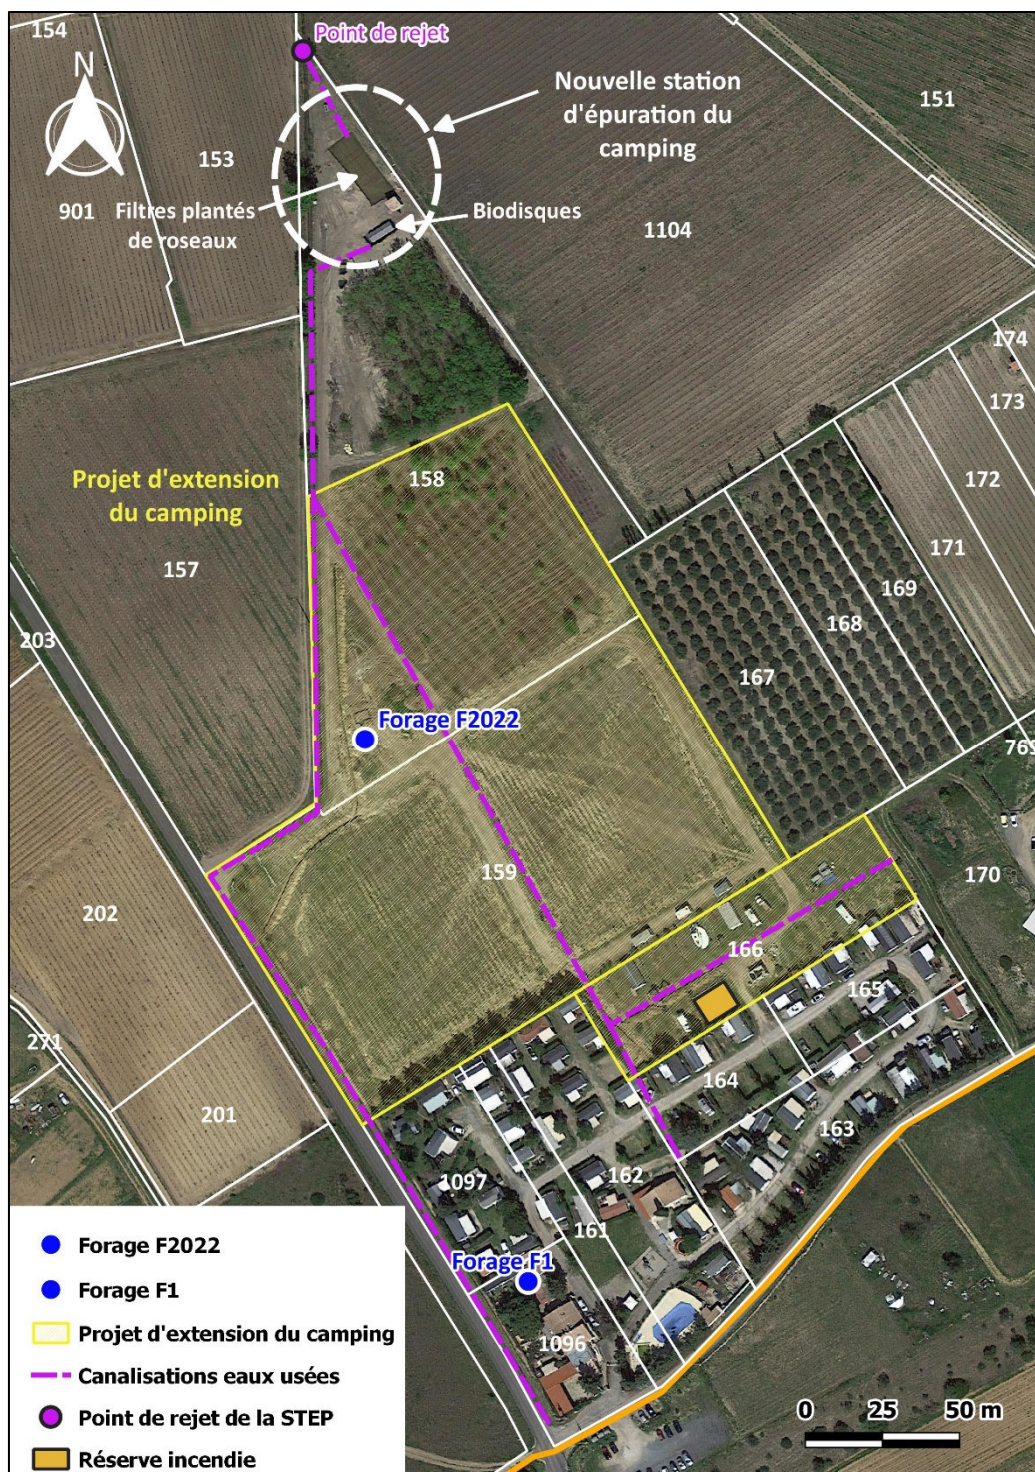 154
Point de rejet
N
Nouvelle station
d'épuration du
camping
151
153
901
Filtres plantés
de roseaux
Biodisques
1104
174
173
158
172
Projet d'extension
du camping
157
171
169
203
168
167
Forage F2022
769
159
170
202
166
165
271
164
201
163
162
1097
161
Forage F1
1096
Forage F2022
Forage F1
Projet d'extension du camping
Canalisations eaux usées
Point de rejet de la STEP
Réserve incendie
0 25 50 m